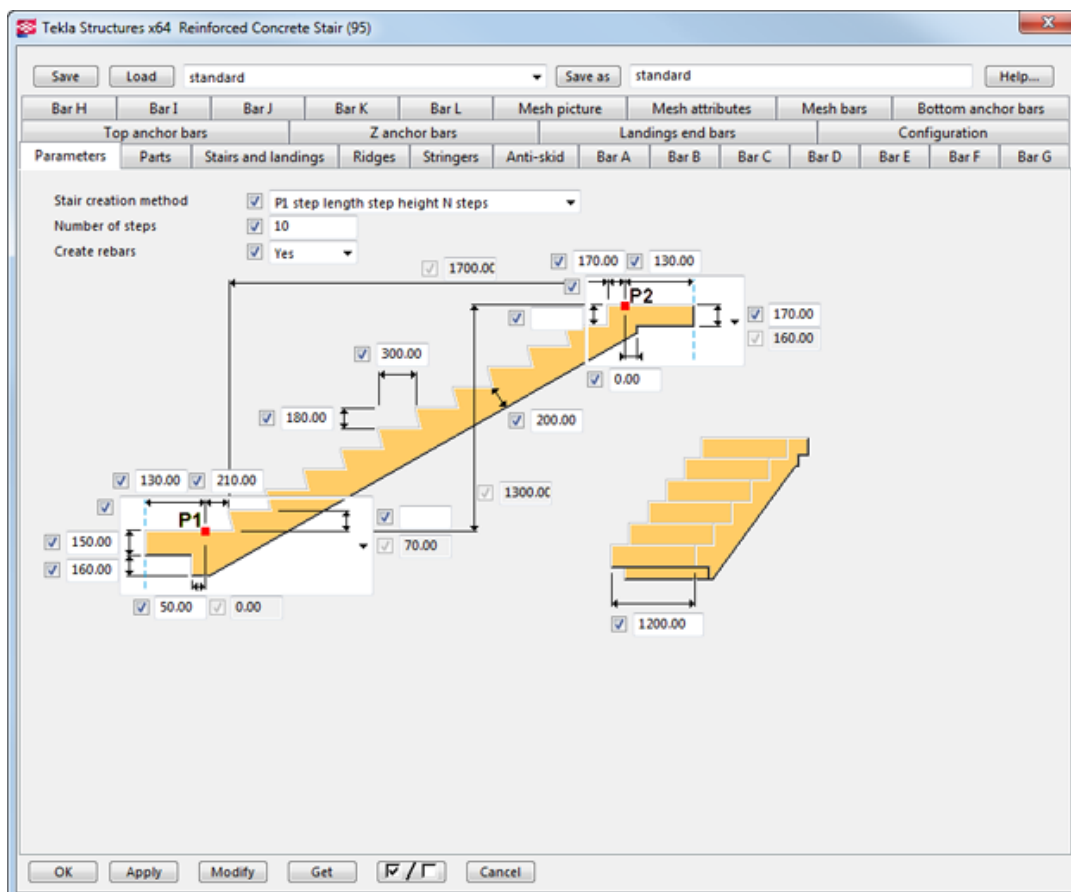 Tekla Structures x64 Reinforced Concrete Stair (95)
Save Load standard Save as standard Help...
Bar H Bar I Bar J Bar K Bar L Mesh picture Mesh attributes Mesh bars Bottom anchor bars
Top anchor bars Z anchor bars Landings end bars Configuration
Parameters Parts Stairs and landings Ridges Stringers Anti-skid Bar A Bar B Bar C Bar D Bar E Bar F Bar G
Stair creation method P1 step length step height N steps
Number of steps 10
Create rebars Yes
1700.00 170.00 130.00
P2
170.00
160.00
300.00
0.00
180.00 200.00
130.00 210.00
1300.00
P1
150.00 70.00
160.00
50.00 0.00
1200.00
OK Apply Modify Get / Cancel